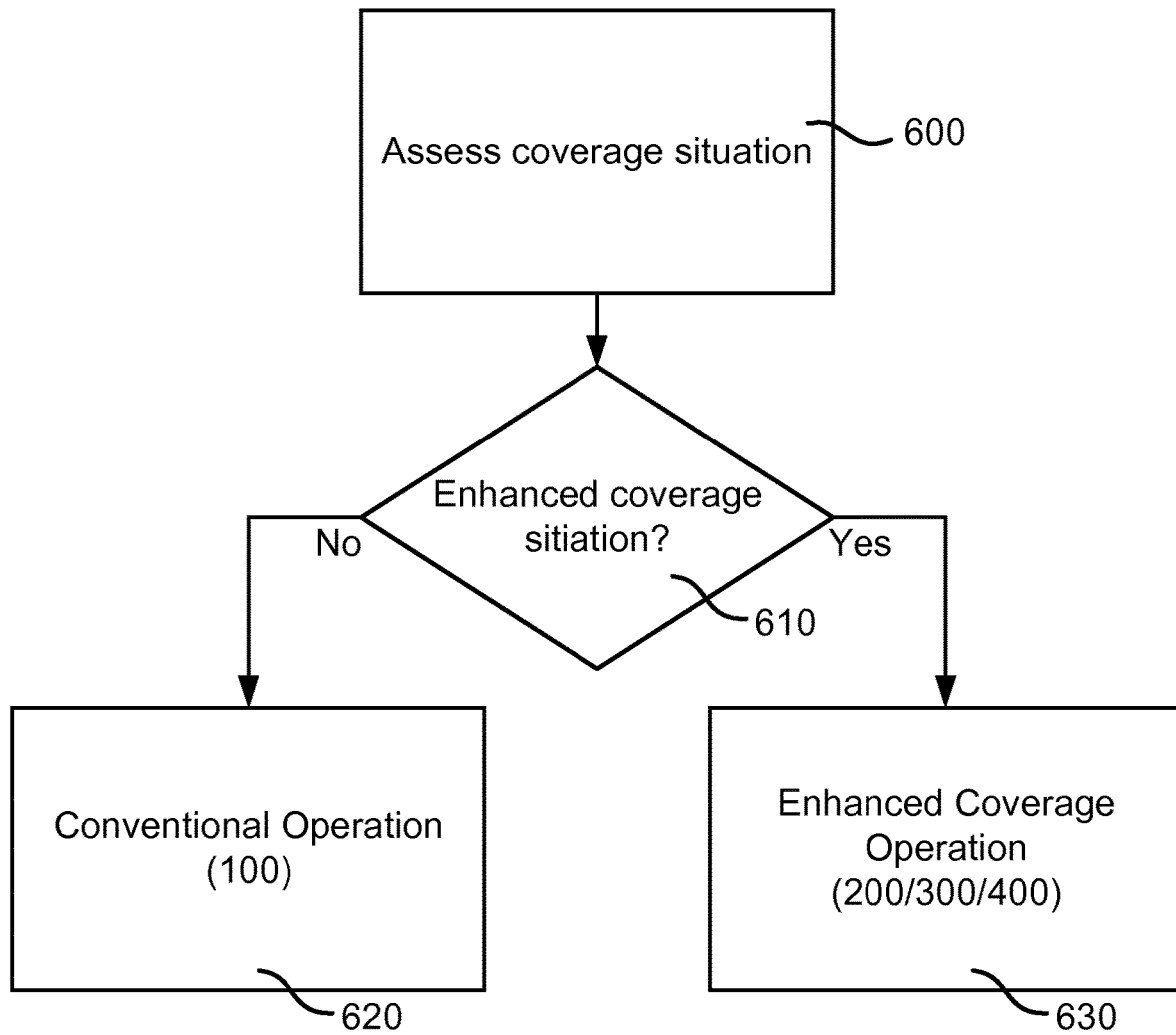 Assess coverage situation
600
Enhanced coverage
sitiation?
No
Yes
610
Conventional Operation
(100)
620
Enhanced Coverage
Operation
(200/300/400)
630